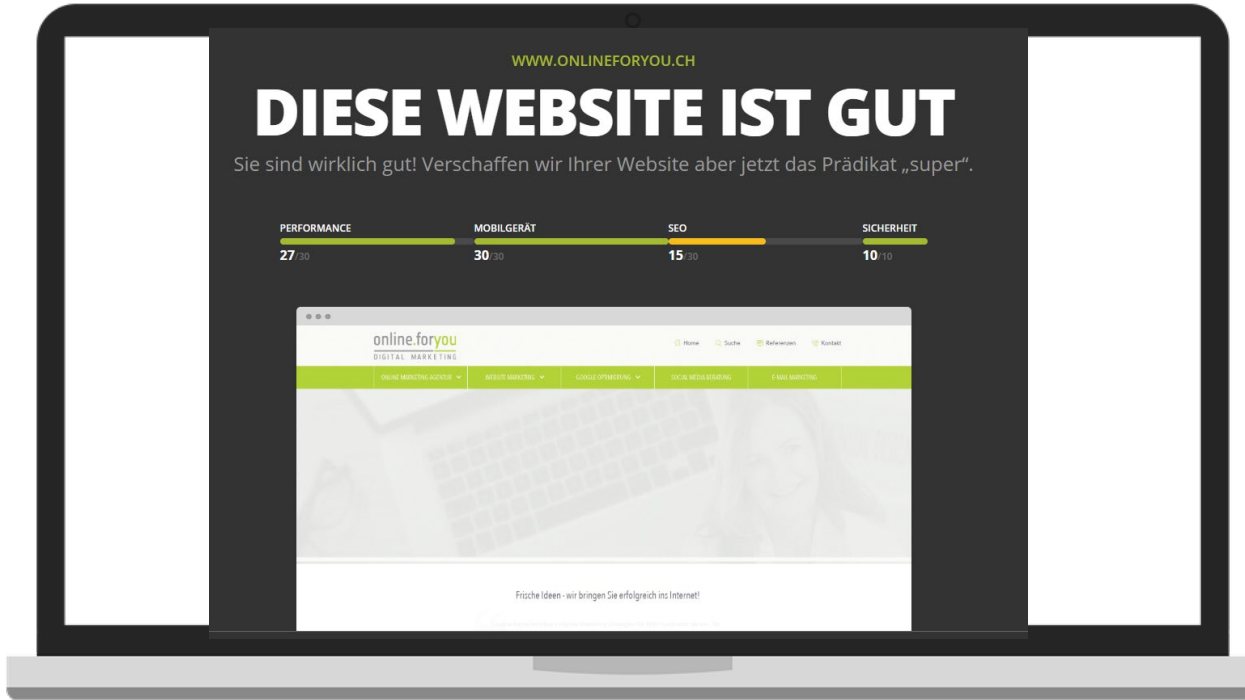 WWW.ONLINEFORYOU.CH
DIESE WEBSITE IST GUT
Sie sind wirklich gut! Verschaffen wir Ihrer Website aber jetzt das Prädikat „super“.
PERFORMANCE MOBILGERÄT SEO SICHERHEIT
27/30 30/30 15/30 10/10
online.foryou
DIGITAL MARKETING
Home Suche Referenzen Kontakt
ONLINE MARKETING AGENTUR WEBSITE MARKETING GOOGLE OPTIMIERUNG SOCIAL MEDIA BERATUNG E-MAIL MARKETING
Frische Ideen - wir bringen Sie erfolgreich ins Internet!